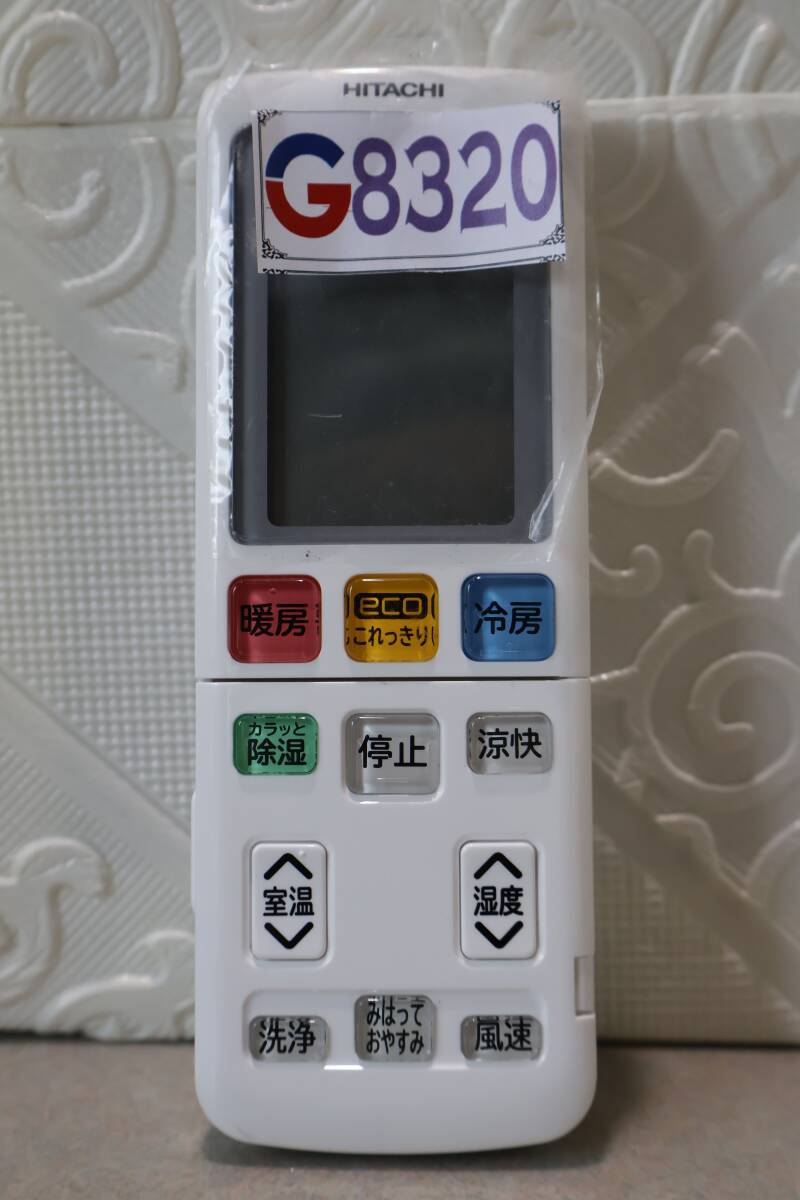 HITACHI
G8320
暖房
eco
これっきり
冷房
カラッと
除湿
停止
涼快
室温
湿度
洗浄
みはって
おやすみ
風速